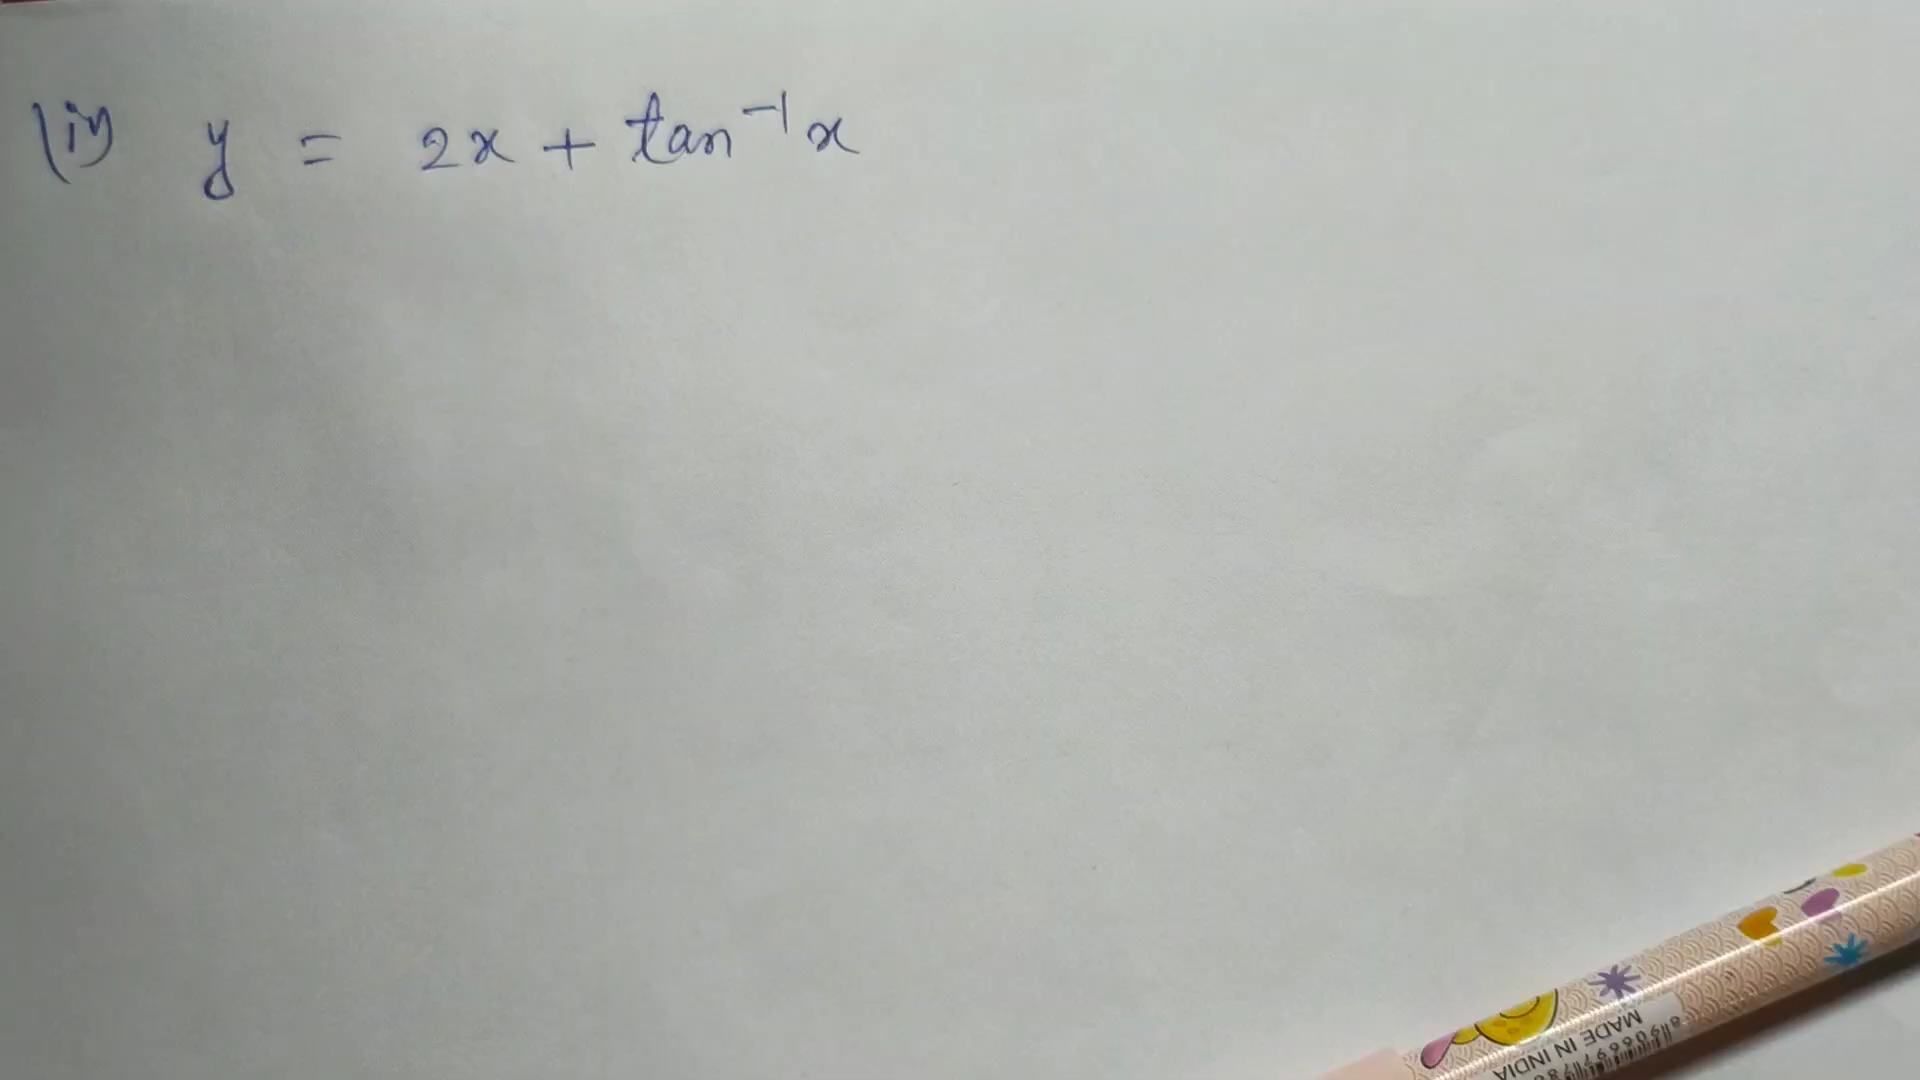 (ii) y = 2x + tan⁻¹x
MADE IN INDIA